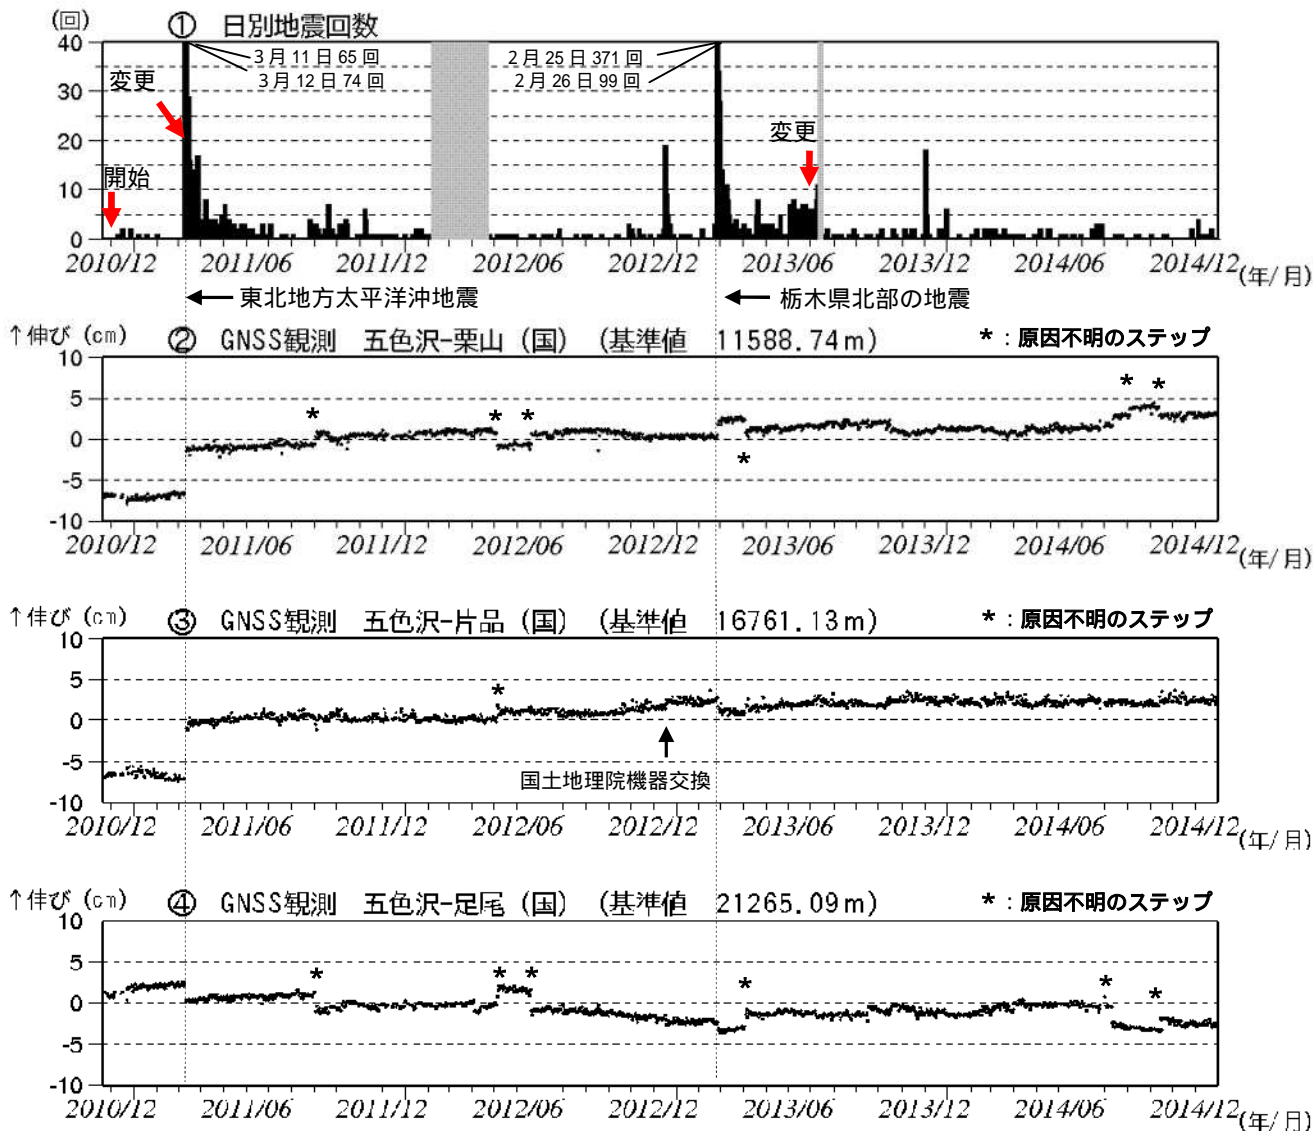 (回) ① 日別地震回数
40
3月11日65回
3月12日74回
2月25日371回
2月26日99回
変更
30
20
変更
開始
10
0
2010/12 2011/06 2011/12 2012/06 2012/12 2013/06 2013/12 2014/06 2014/12 (年/月)
← 東北地方太平洋沖地震 ← 栃木県北部の地震
↑伸び (cm) ② GNSS観測 五色沢-栗山 (国) (基準値 11588.74m) *:原因不明のステップ
10
5
* * * * * *
0
-5
-10
2010/12 2011/06 2011/12 2012/06 2012/12 2013/06 2013/12 2014/06 2014/12 (年/月)
↑伸び (cm) ③ GNSS観測 五色沢-片品 (国) (基準値 16761.13m) *:原因不明のステップ
10
5
*
0
-5
国土地理院機器交換
-10
2010/12 2011/06 2011/12 2012/06 2012/12 2013/06 2013/12 2014/06 2014/12 (年/月)
↑伸び (cm) ④ GNSS観測 五色沢-足尾 (国) (基準値 21265.09m) *:原因不明のステップ
10
5
* * * * * *
0
-5
-10
2010/12 2011/06 2011/12 2012/06 2012/12 2013/06 2013/12 2014/06 2014/12 (年/月)